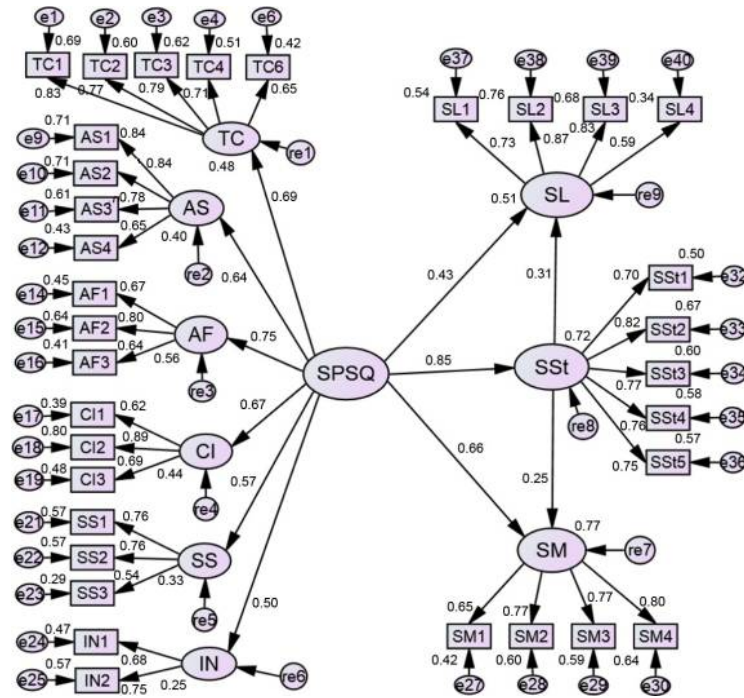 e1 e2 e3 e4 e6
0.69 0.60 0.62 0.51 0.42
TC1 TC2 TC3 TC4 TC6
0.83 0.77 0.79 0.71 0.65
TC re1
0.48
e37 e38 e39 e40
0.54 0.76 0.68 0.34
SL1 SL2 SL3 SL4
0.73 0.87 0.83 0.59
0.51 SL re9
e9 0.71 AS1 0.84
e10 0.71 AS2 0.84
e11 0.61 AS3 0.78
e12 0.43 AS4 0.65
AS
0.40
re2
0.69
0.64
e14 0.45 AF1 0.67
e15 0.64 AF2 0.80
e16 0.41 AF3 0.64
AF
0.56
re3
0.75
SPSQ
0.43
0.31
0.85
0.72
SSt
re8
0.70 SSt1 0.50 e32
0.82 SSt2 0.67 e33
0.77 SSt3 0.60 e34
0.76 SSt4 0.58 e35
0.75 SSt5 0.57 e36
e17 0.39 CI1 0.62
e18 0.80 CI2 0.89
e19 0.48 CI3 0.69
CI
0.44
re4
0.67
0.66
0.25
e21 0.57 SS1 0.76
e22 0.57 SS2 0.76
e23 0.29 SS3 0.54
SS
0.33
re5
0.57
0.77
SM re7
e24 0.47 IN1 0.68
e25 0.57 IN2 0.75
IN
0.25
re6
0.50
0.65 0.77 0.77 0.80
SM1 SM2 SM3 SM4
0.42 0.60 0.59 0.64
e27 e28 e29 e30